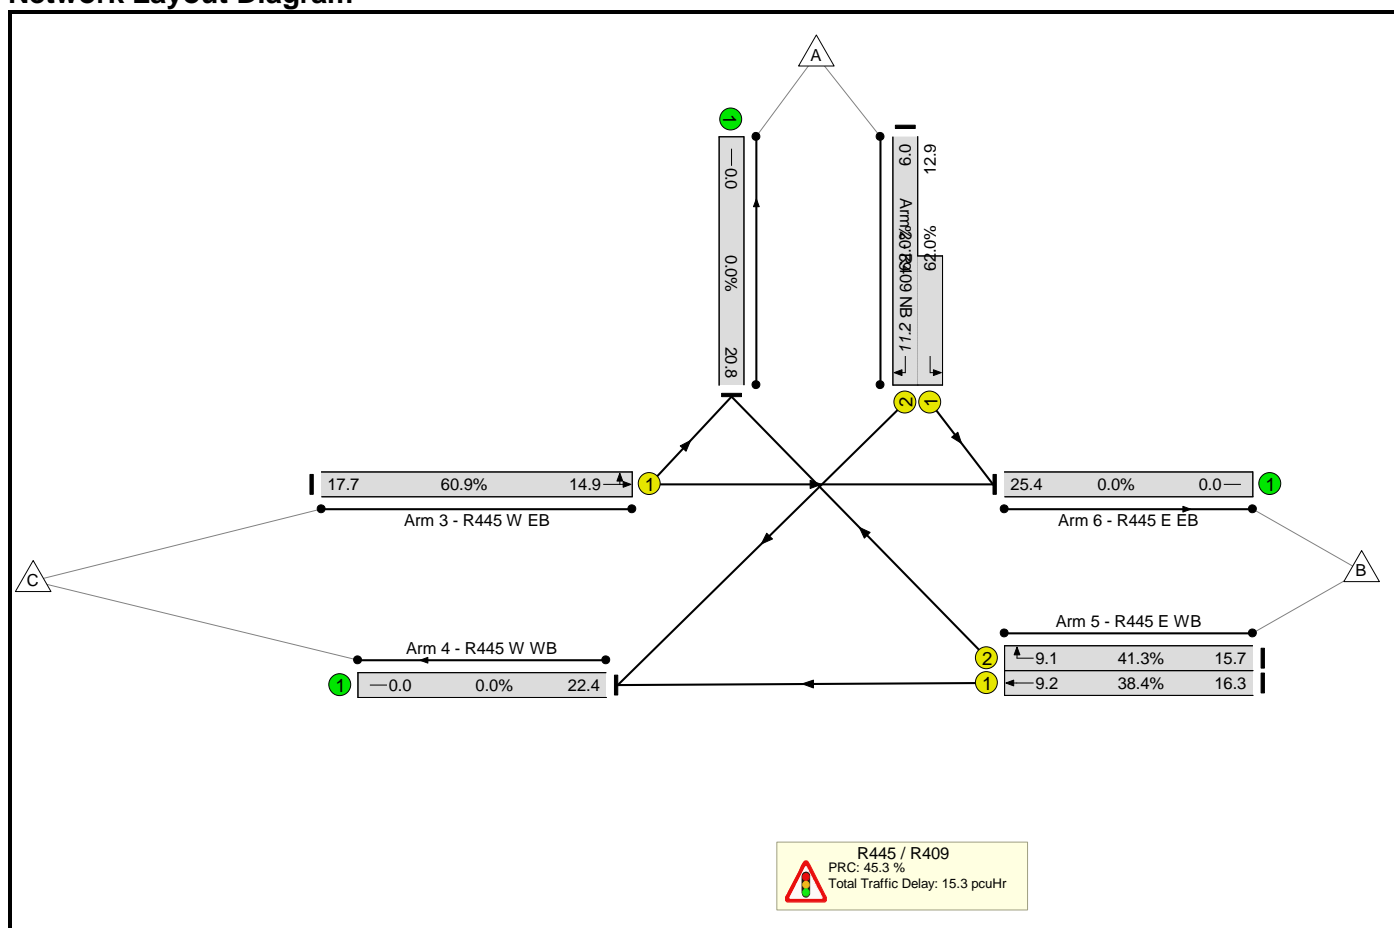 Network Layout Diagram
A
1
0.0
0.0%
20.8
0.9
12.9
62.0%
11.2
2
1
17.7 60.9% 14.9
1
Arm 3 - R445 W EB
25.4 0.0% 0.0
1
Arm 6 - R445 E EB
C
B
Arm 5 - R445 E WB
Arm 4 - R445 W WB
2
9.1 41.3% 15.7
1
0.0 0.0% 22.4
1
9.2 38.4% 16.3
R445 / R409
PRC: 45.3 %
Total Traffic Delay: 15.3 pcuHr